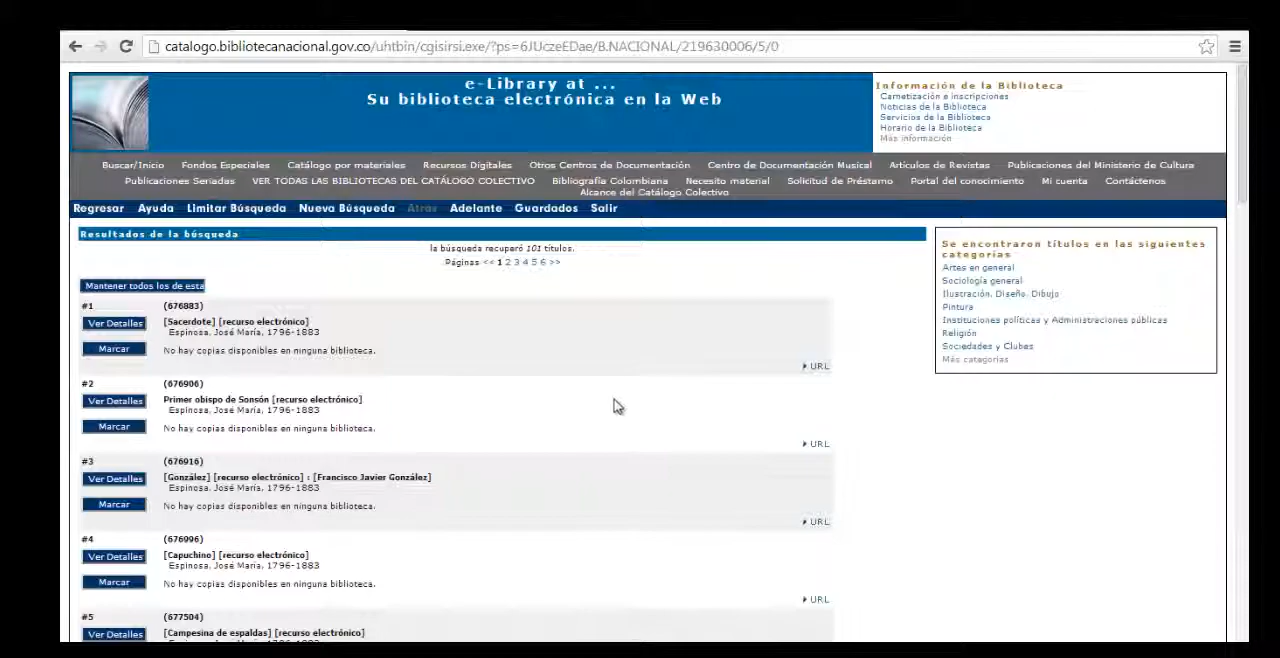 catalogo.bibliotecanacional.gov.co/uhtbin/cgisirsi.exe/?ps=6JUczeEDae/B.NACIONAL/219630006/5/0
e-Library at ...
Su biblioteca electrónica en la Web
Información de la Biblioteca
Carnetización e inscripciones
Noticias de la Biblioteca
Servicios de la Biblioteca
Horario de la Biblioteca
Más información
Buscar/Inicio Fondos Especiales Catálogo por materiales Recursos Digitales Otros Centros de Documentación Centro de Documentación Musical Artículos de Revistas Publicaciones del Ministerio de Cultura
Publicaciones Seriadas VER TODAS LAS BIBLIOTECAS DEL CATÁLOGO COLECTIVO Bibliografía Colombiana Necesito material Solicitud de Préstamo Portal del conocimiento Mi cuenta Contáctenos
Alcance del Catálogo Colectivo
Regresar Ayuda Limitar Búsqueda Nueva Búsqueda Atras Adelante Guardados Salir
Resultados de la búsqueda
la búsqueda recuperó 101 títulos.
Páginas << 1 2 3 4 5 6 >>
Mantener todos los de esta
Se encontraron títulos en las siguientes
categorías
Artes en general
Sociología general
Ilustración, Diseño, Dibujo
Pintura
Instituciones políticas y Administraciones públicas
Religión
Sociedades y Clubes
Más categorías
#1 (676883)
Ver Detalles [Sacerdote] [recurso electrónico]
Espinosa, José María, 1796-1883
Marcar No hay copias disponibles en ninguna biblioteca.
URL
#2 (676906)
Ver Detalles Primer obispo de Sonsón [recurso electrónico]
Espinosa, José María, 1796-1883
Marcar No hay copias disponibles en ninguna biblioteca.
URL
#3 (676916)
Ver Detalles [González] [recurso electrónico] : [Francisco Javier González]
Espinosa, José María, 1796-1883
Marcar No hay copias disponibles en ninguna biblioteca.
URL
#4 (676996)
Ver Detalles [Capuchino] [recurso electrónico]
Espinosa, José María, 1796-1883
Marcar No hay copias disponibles en ninguna biblioteca.
URL
#5 (677504)
Ver Detalles [Campesina de espaldas] [recurso electrónico]